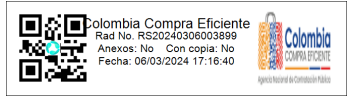 Colombia Compra Eficiente
Rad No. RS20240306003899
Anexos: No Con copia: No
Fecha: 06/03/2024 17:16:40
Colombia
COMPRA EFICIENTE
Agencia Nacional de Contratación Pública